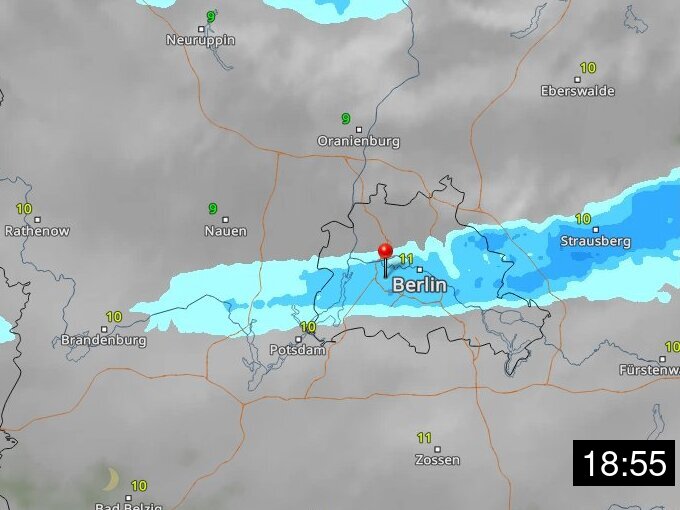 9
Neuruppin
10
Eberswalde
9
Oranienburg
10
Rathenow
9
Nauen
10
Strausberg
11
Berlin
10
Brandenburg
10
Potsdam
10
Fürstenwa
11
Zossen
18:55
10
Bad Belzig